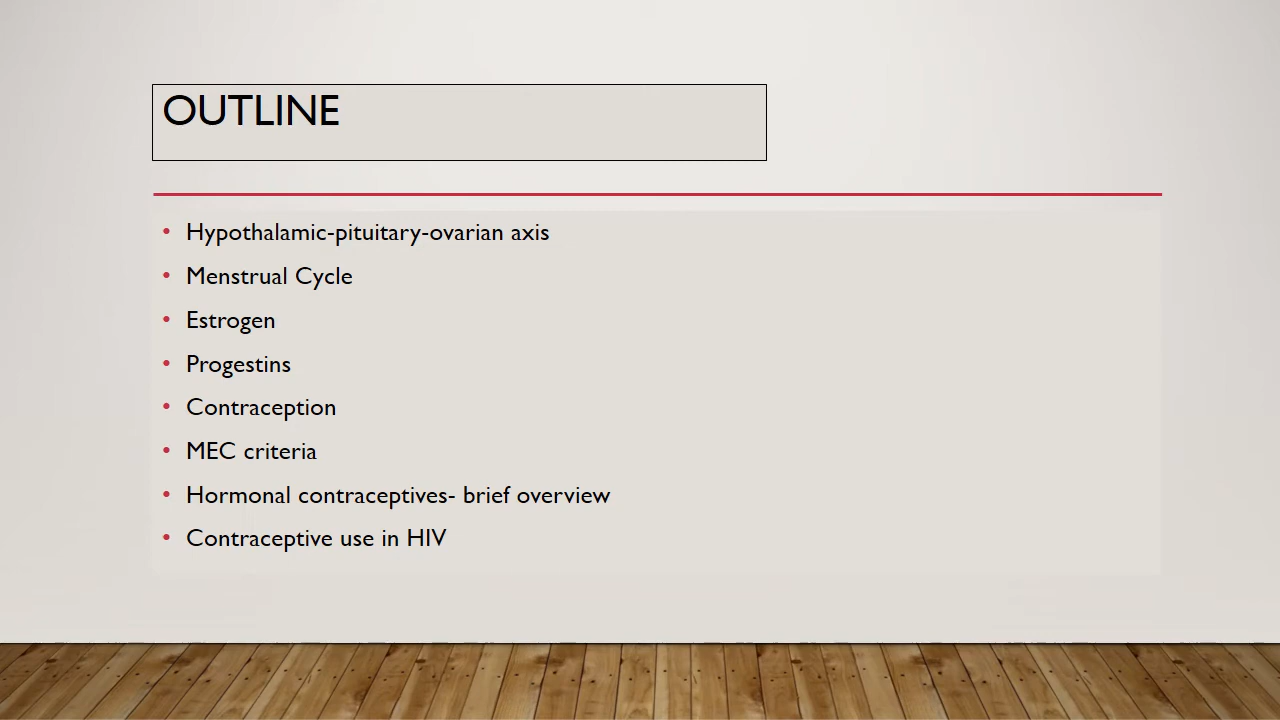 OUTLINE
• Hypothalamic-pituitary-ovarian axis
• Menstrual Cycle
• Estrogen
• Progestins
• Contraception
• MEC criteria
• Hormonal contraceptives- brief overview
• Contraceptive use in HIV